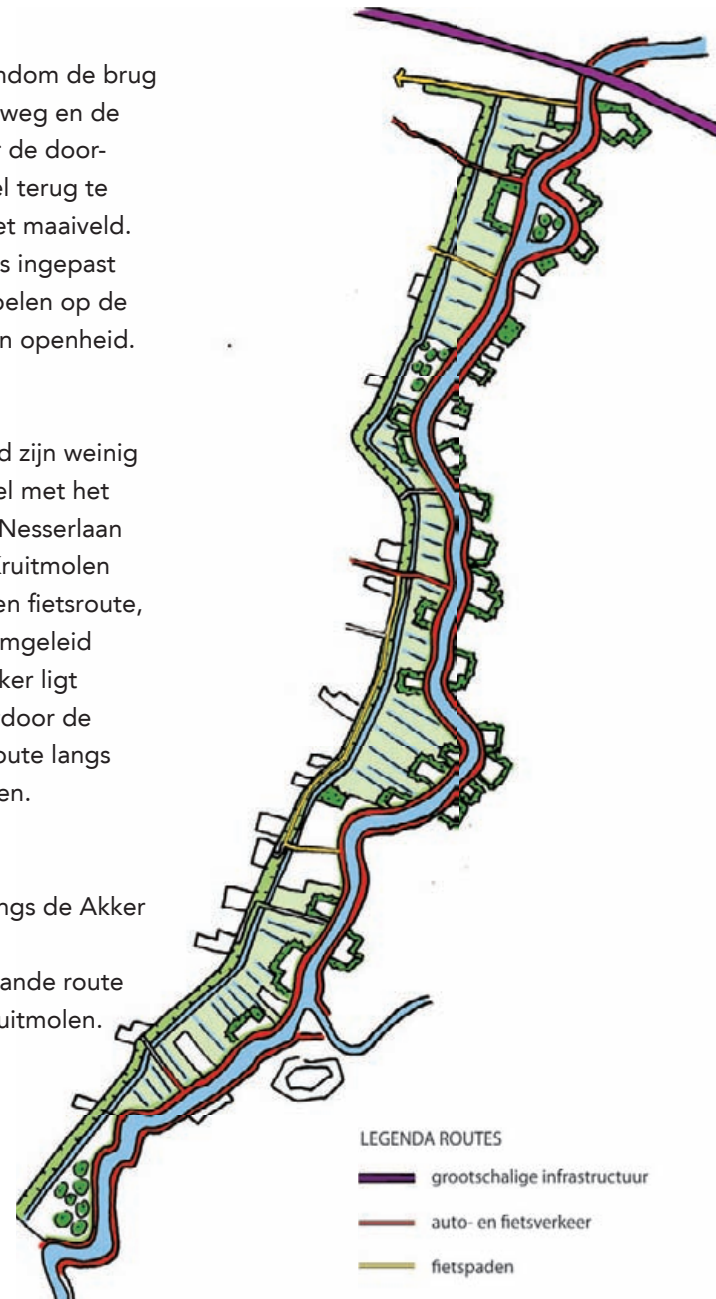 ndom de brug
weg en de
de door-
el terug te
et maaiveld.
s ingepast
oelen op de
n openheid.
d zijn weinig
el met het
Nesserlaan
Kruitmolen
en fietsroute,
mgeleid
ker ligt
door de
oute langs
en.
ngs de Akker
ande route
uitmolen.
LEGENDA ROUTES
grootschalige infrastructuur
auto- en fietsverkeer
fietspaden